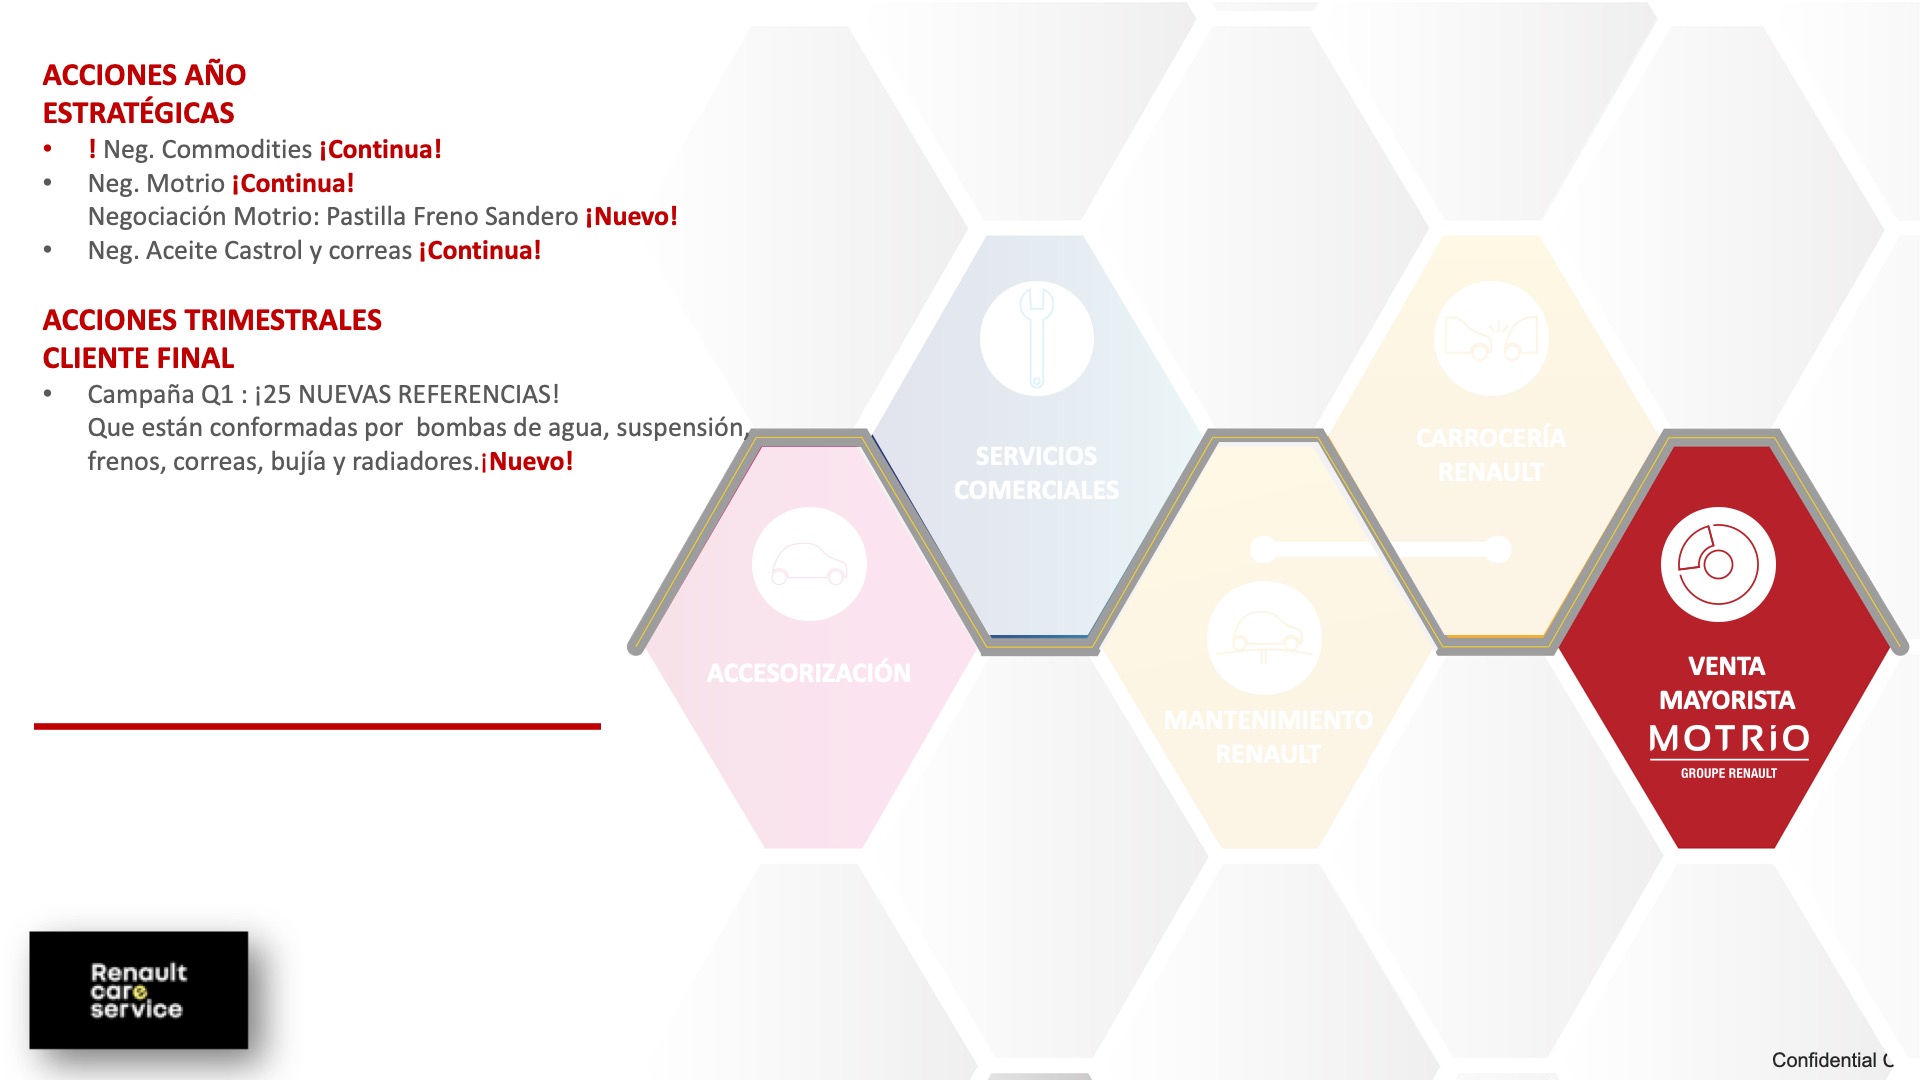 ACCIONES AÑO
ESTRATÉGICAS
• ! Neg. Commodities ¡Continua!
• Neg. Motrio ¡Continua!
Negociación Motrio: Pastilla Freno Sandero ¡Nuevo!
• Neg. Aceite Castrol y correas ¡Continua!
ACCIONES TRIMESTRALES
CLIENTE FINAL
• Campaña Q1 : ¡25 NUEVAS REFERENCIAS!
Que están conformadas por bombas de agua, suspensión,
frenos, correas, bujía y radiadores.¡Nuevo!
SERVICIOS
COMERCIALES
CARROCERÍA
RENAULT
ACCESORIZACIÓN
MANTENIMIENTO
RENAULT
VENTA
MAYORISTA
MOTRiO
GROUPE RENAULT
Renault
care
service
Confidential